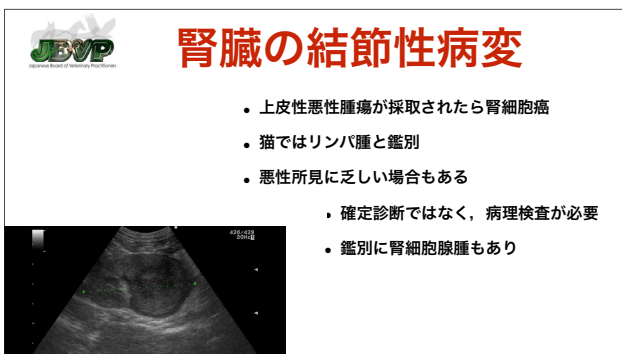 JBVP
Japanese Board of Veterinary Practitioners
腎臓の結節性病変
• 上皮性悪性腫瘍が採取されたら腎細胞癌
• 猫ではリンパ腫と鑑別
• 悪性所見に乏しい場合もある
• 確定診断ではなく，病理検査が必要
• 鑑別に腎細胞腺腫もあり
438/439